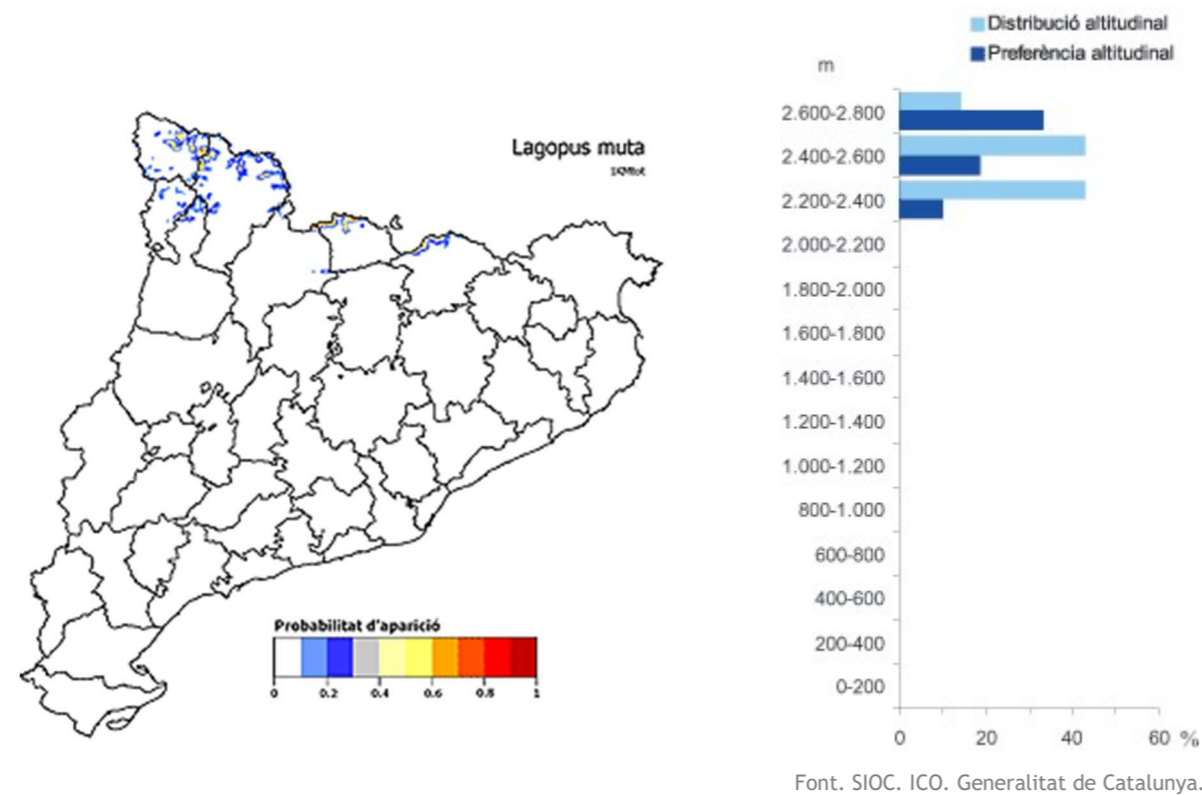 Lagopus muta
1KMtot
Probabilitat d'aparició
0 0.2 0.4 0.6 0.8 1
Distribució altitudinal
Preferència altitudinal
m
2.600-2.800
2.400-2.600
2.200-2.400
2.000-2.200
1.800-2.000
1.600-1.800
1.400-1.600
1.200-1.400
1.000-1.200
800-1.000
600-800
400-600
200-400
0-200
0 20 40 60 %
Font. SIOC. ICO. Generalitat de Catalunya.